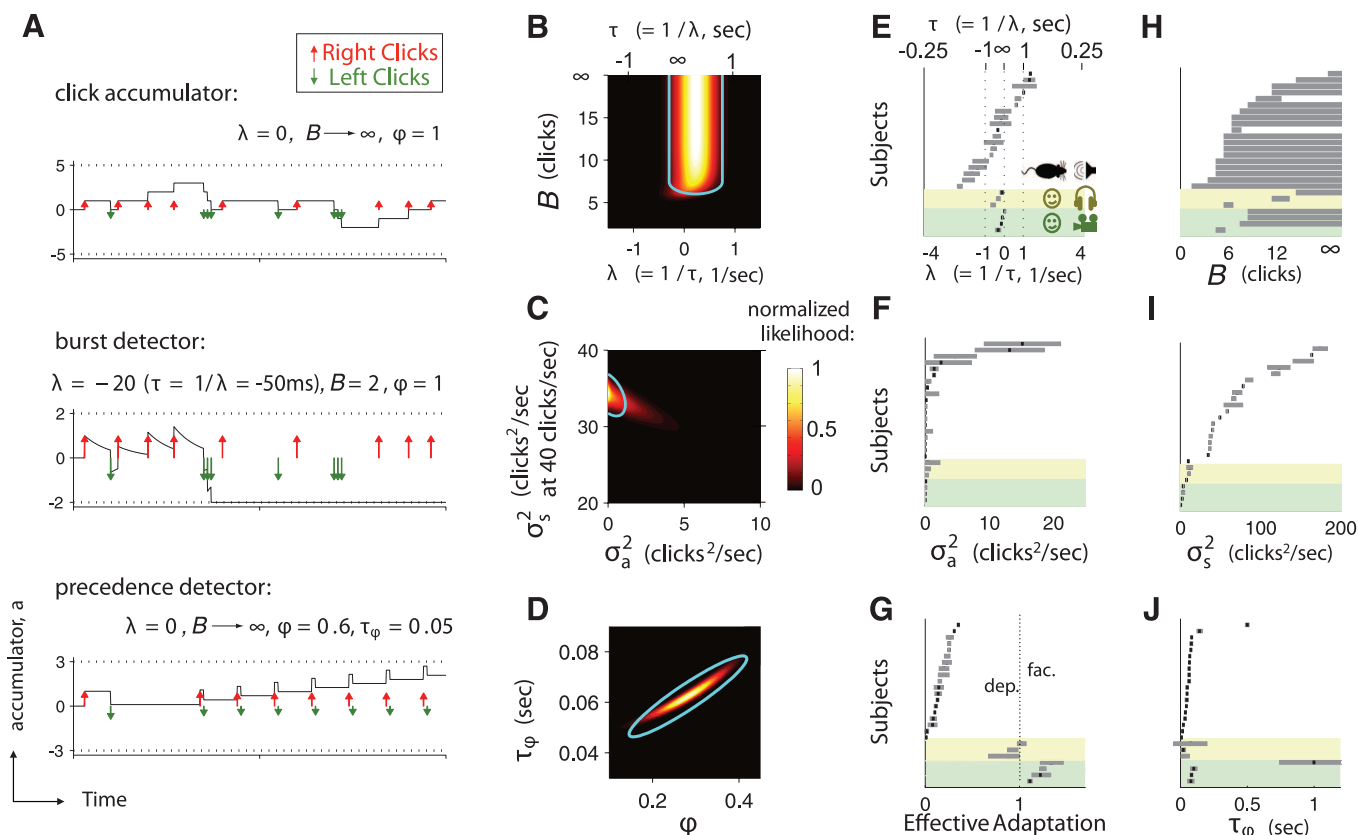 A
↑ Right Clicks
↓ Left Clicks
click accumulator:
λ = 0, B → ∞, φ = 1
5
0
-5
burst detector:
λ = −20 (τ = 1/λ = -50ms), B = 2, φ = 1
2
0
-2
precedence detector:
λ = 0, B → ∞, φ = 0.6, τφ = 0.05
3
0
-3
accumulator, a
Time
B
τ (= 1/λ, sec)
-1 ∞ 1
∞
15
10
5
B (clicks)
-1 0 1
λ (= 1/τ, 1/sec)
C
normalized
likelihood:
1
0.5
0
40
30
20
σs² (clicks²/sec
at 40 clicks/sec)
0 5 10
σa² (clicks²/sec)
D
0.08
0.06
0.04
τφ (sec)
0.2 0.4
φ
E
τ (= 1/λ, sec)
-0.25 -1 ∞ 1 0.25
Subjects
-4 -1 0 1 4
λ (= 1/τ, 1/sec)
F
Subjects
0 10 20
σa² (clicks²/sec)
G
dep. fac.
Subjects
0 1
Effective Adaptation
H
0 6 12 ∞
B (clicks)
I
0 100 200
σs² (clicks²/sec)
J
0 0.5 1
τφ (sec)